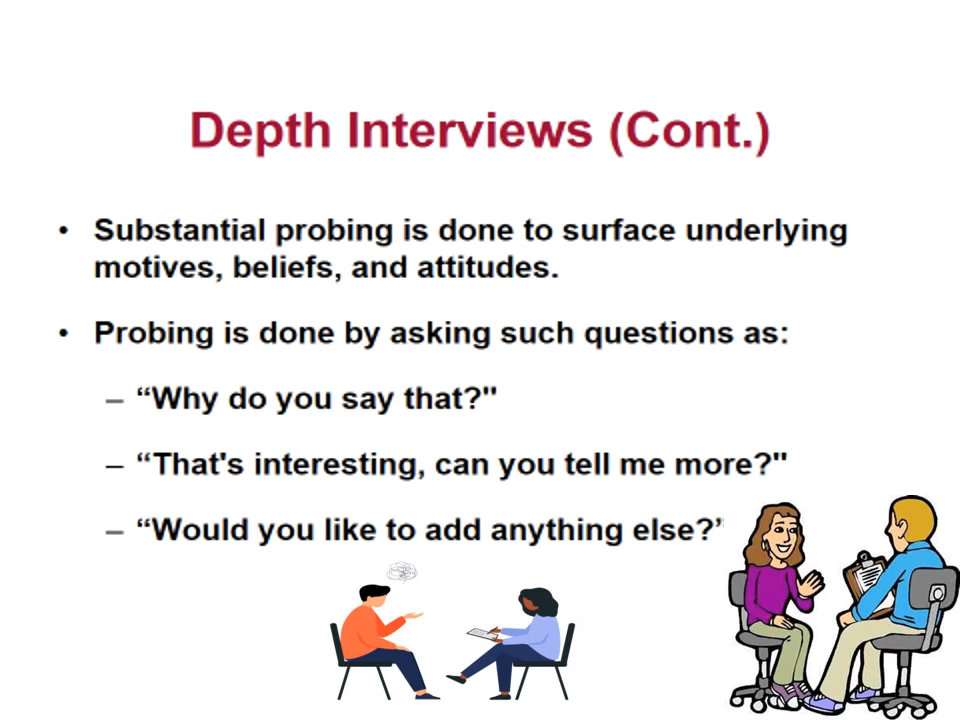 Depth Interviews (Cont.)
• Substantial probing is done to surface underlying
motives, beliefs, and attitudes.
• Probing is done by asking such questions as:
– “Why do you say that?"
– “That's interesting, can you tell me more?"
– “Would you like to add anything else?”